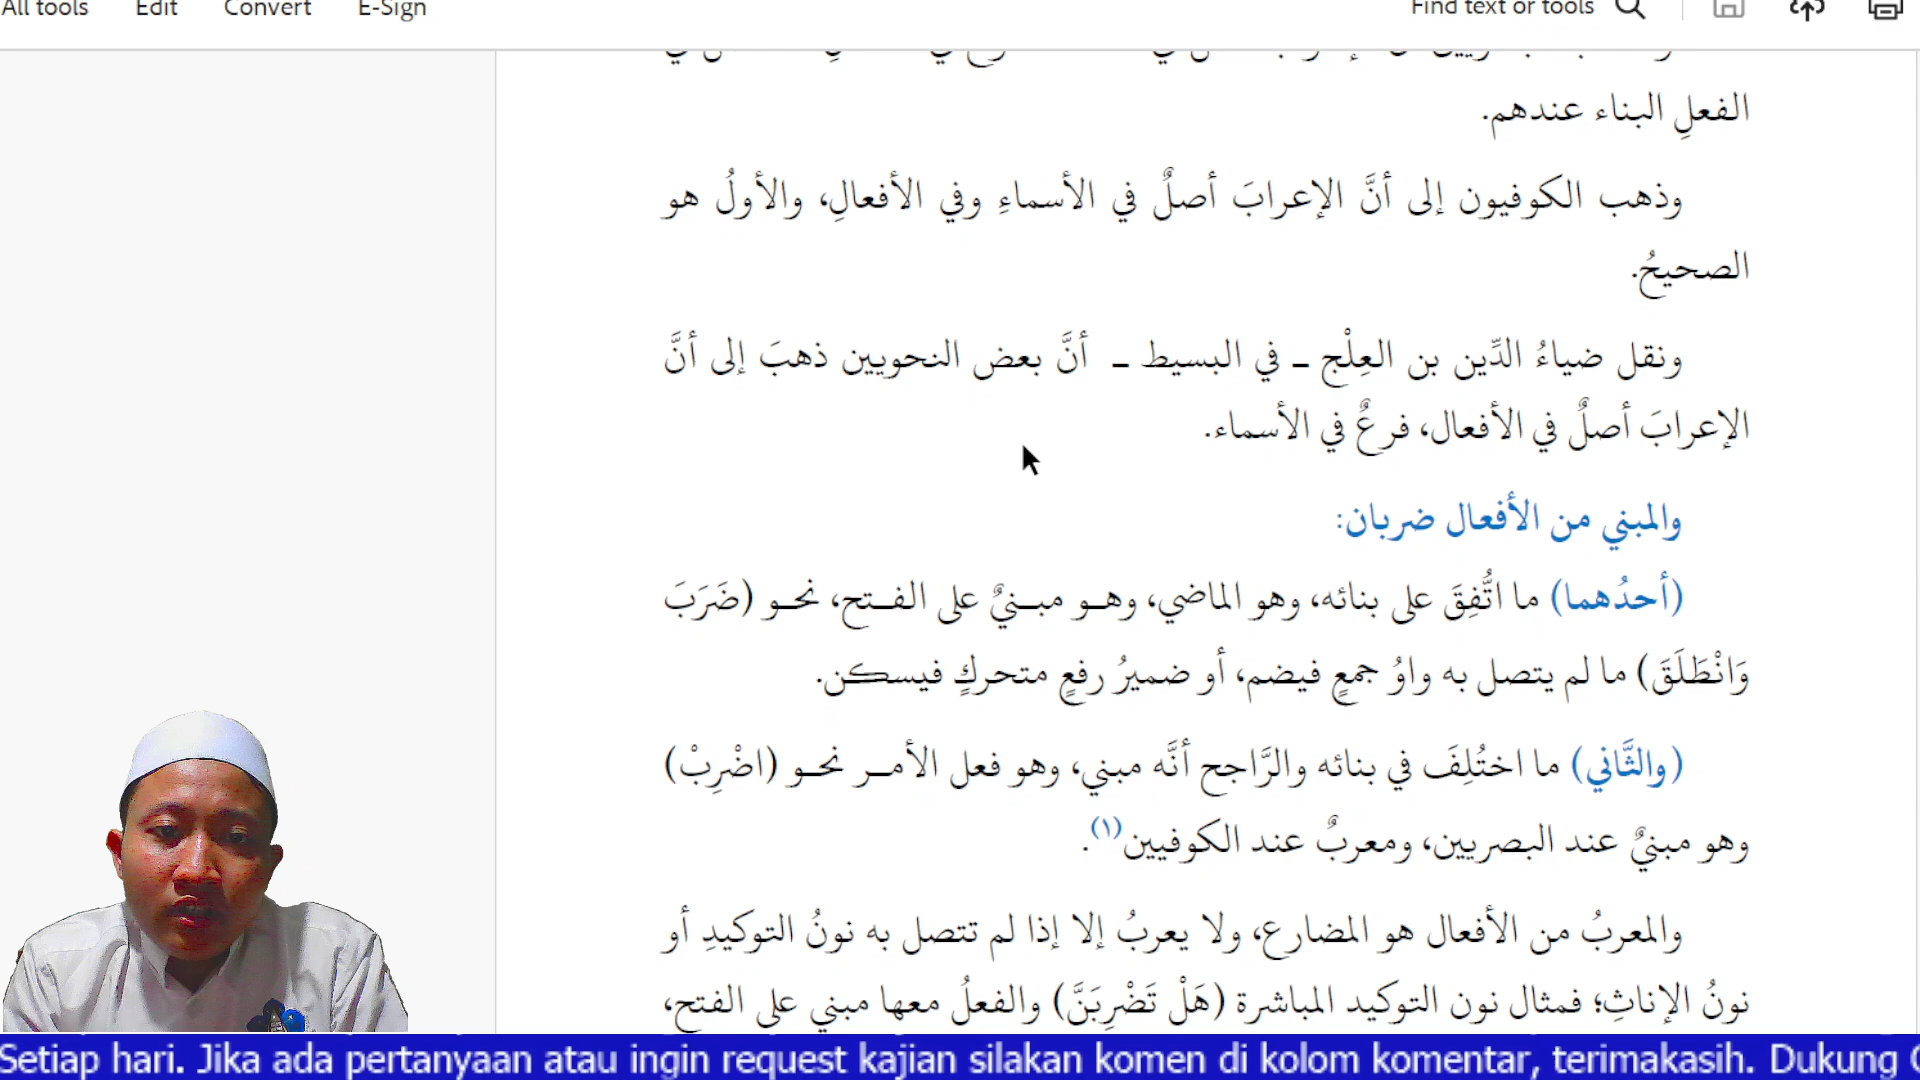 All tools Edit Convert E-Sign Find text or tools
الفعلِ البناء عندهم.
وذهب الكوفيون إلى أنَّ الإعرابَ أصلٌ في الأسماءِ وفي الأفعالِ، والأولُ هو
الصحيحُ.
ونقل ضياءُ الدِّين بن العِلْج ـ في البسيط ـ أنَّ بعض النحويين ذهبَ إلى أنَّ
الإعرابَ أصلٌ في الأفعال، فرعٌ في الأسماء.
والمبني من الأفعال ضربان:
(أحدُهما) ما اتُّفِقَ على بنائه، وهو الماضي، وهـو مبـنيٌ على الفـتح، نحـو (ضَرَبَ
وَانْطَلَقَ) ما لم يتصل به واوُ جمعٍ فيضم، أو ضميرُ رفعٍ متحركٍ فيسكن.
(والثَّاني) ما اختُلِفَ في بنائه والرَّاجح أنَّه مبني، وهو فعل الأمـر نحـو (اضْرِبْ)
وهو مبنيٌ عند البصريين، ومعربٌ عند الكوفيين(١).
والمعربُ من الأفعال هو المضارع، ولا يعربُ إلا إذا لم تتصل به نونُ التوكيدِ أو
نونُ الإناثِ؛ فمثال نون التوكيد المباشرة (هَلْ تَضْرِبَنَّ) والفعلُ معها مبني على الفتح،
Setiap hari. Jika ada pertanyaan atau ingin request kajian silakan komen di kolom komentar, terimakasih. Dukung